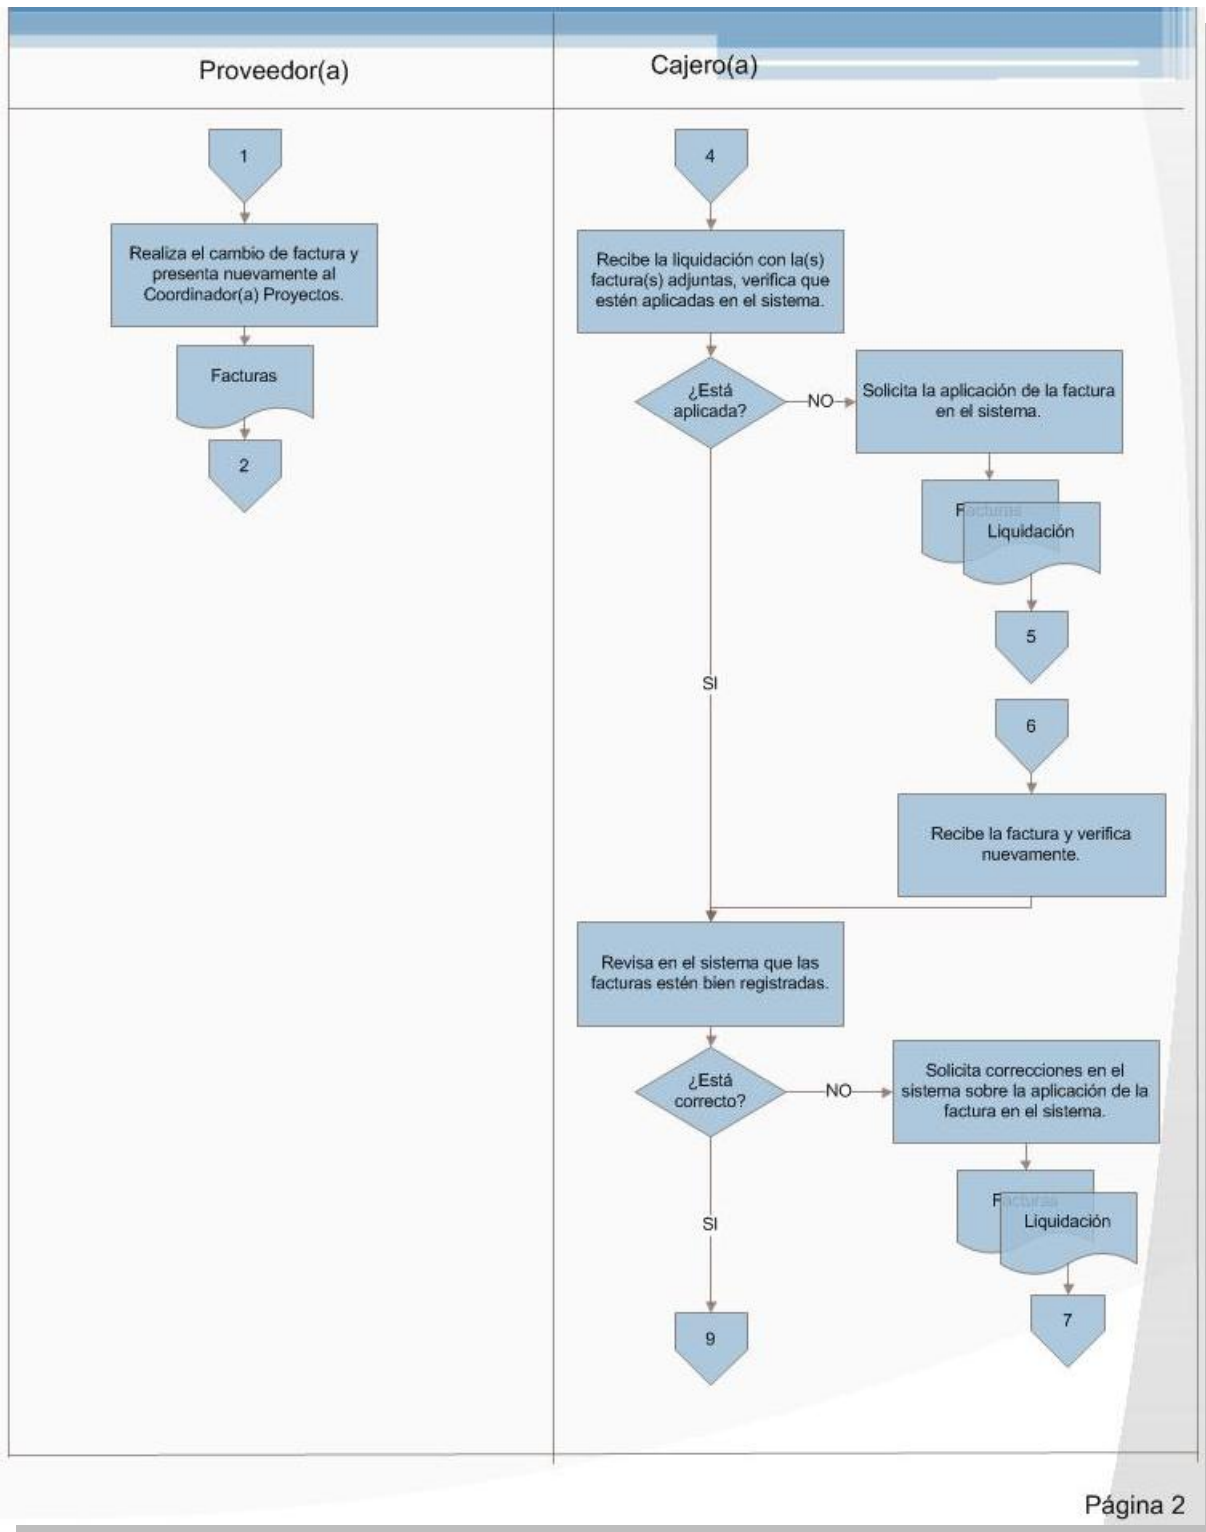 Proveedor(a)
Cajero(a)
1
Realiza el cambio de factura y
presenta nuevamente al
Coordinador(a) Proyectos.
Facturas
2
4
Recibe la liquidación con la(s)
factura(s) adjuntas, verifica que
estén aplicadas en el sistema.
¿Está
aplicada?
NO
Solicita la aplicación de la factura
en el sistema.
Facturas
Liquidación
5
SI
6
Recibe la factura y verifica
nuevamente.
Revisa en el sistema que las
facturas estén bien registradas.
¿Está
correcto?
NO
Solicita correcciones en el
sistema sobre la aplicación de la
factura en el sistema.
Facturas
Liquidación
7
SI
9
Página 2